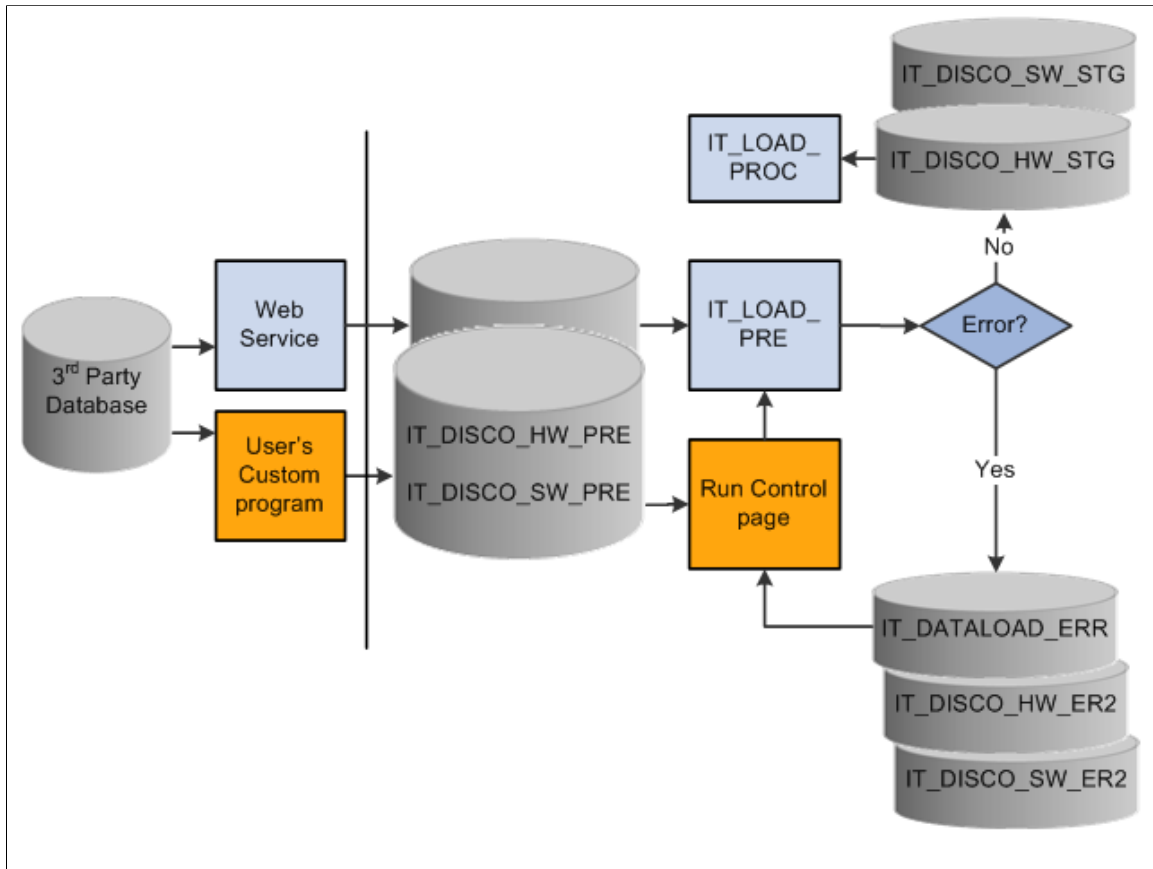 IT_DISCO_SW_STG
IT_DISCO_HW_STG
IT_LOAD_
PROC
No
Web
Service
IT_LOAD_
PRE
Error?
3rd Party
Database
User's
Custom
program
IT_DISCO_HW_PRE
IT_DISCO_SW_PRE
Run Control
page
Yes
IT_DATALOAD_ERR
IT_DISCO_HW_ER2
IT_DISCO_SW_ER2